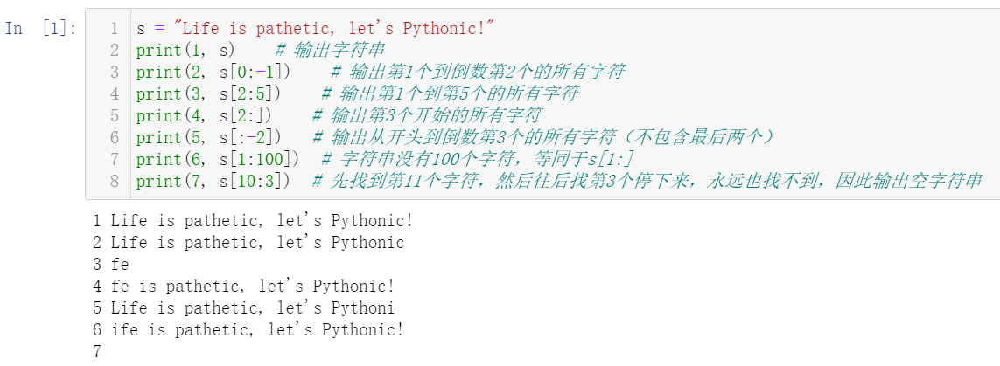 In [1]:
1 s = "Life is pathetic, let's Pythonic!"
2 print(1, s)    # 输出字符串
3 print(2, s[0:-1])    # 输出第1个到倒数第2个的所有字符
4 print(3, s[2:5])    # 输出第1个到第5个的所有字符
5 print(4, s[2:])    # 输出第3个开始的所有字符
6 print(5, s[:-2])   # 输出从开头到倒数第3个的所有字符（不包含最后两个）
7 print(6, s[1:100])  # 字符串没有100个字符，等同于s[1:]
8 print(7, s[10:3])  # 先找到第11个字符，然后往后找第3个停下来，永远也找不到，因此输出空字符串
1 Life is pathetic, let's Pythonic!
2 Life is pathetic, let's Pythonic
3 fe
4 fe is pathetic, let's Pythonic!
5 Life is pathetic, let's Pythoni
6 ife is pathetic, let's Pythonic!
7